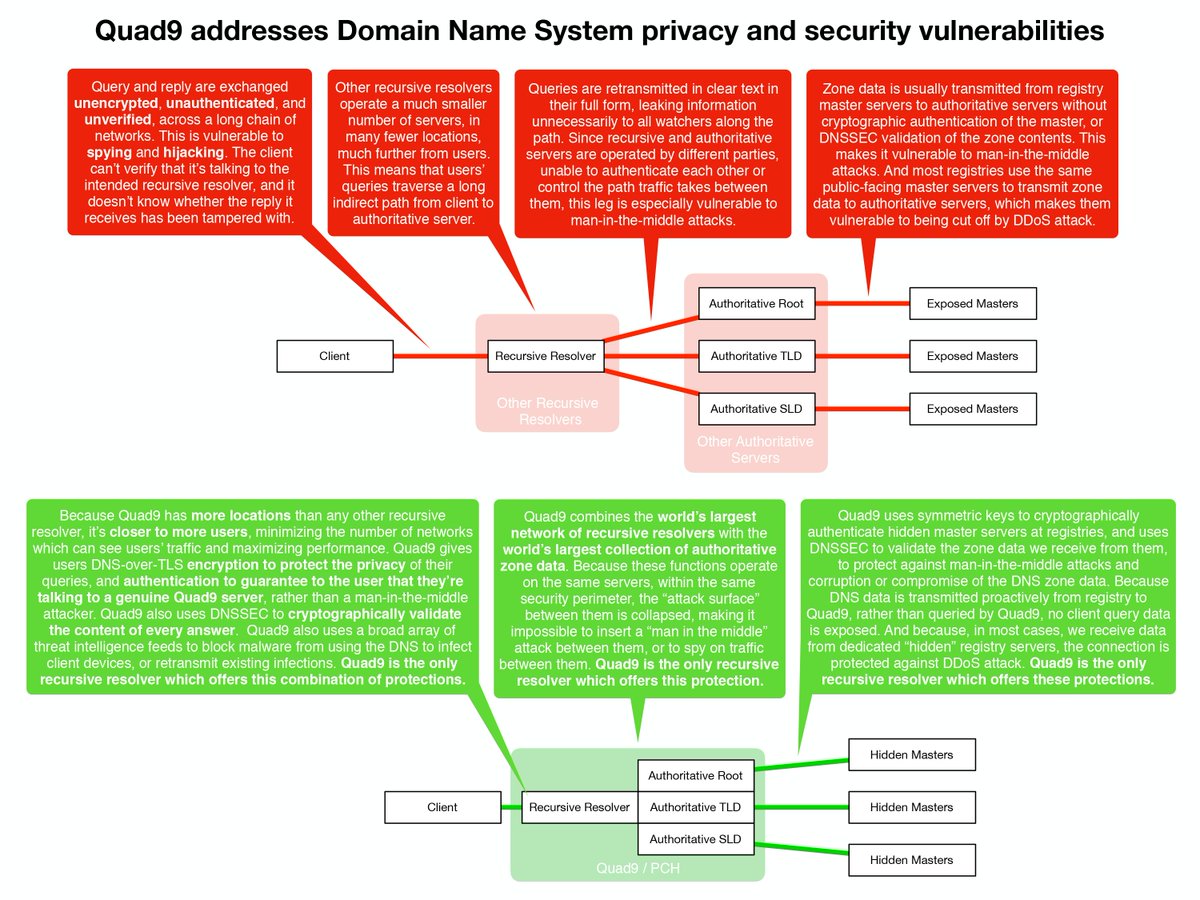 Quad9 addresses Domain Name System privacy and security vulnerabilities
Query and reply are exchanged
unencrypted, unauthenticated, and
unverified, across a long chain of
networks. This is vulnerable to
spying and hijacking. The client
can't verify that it's talking to the
intended recursive resolver, and it
doesn't know whether the reply it
receives has been tampered with.
Other recursive resolvers
operate a much smaller
number of servers, in
many fewer locations,
much further from users.
This means that users'
queries traverse a long
indirect path from client to
authoritative server.
Queries are retransmitted in clear text in
their full form, leaking information
unnecessarily to all watchers along the
path. Since recursive and authoritative
servers are operated by different parties,
unable to authenticate each other or
control the path traffic takes between
them, this leg is especially vulnerable to
man-in-the-middle attacks.
Zone data is usually transmitted from registry
master servers to authoritative servers without
cryptographic authentication of the master, or
DNSSEC validation of the zone contents. This
makes it vulnerable to man-in-the-middle
attacks. And most registries use the same
public-facing master servers to transmit zone
data to authoritative servers, which makes them
vulnerable to being cut off by DDoS attack.
Client
Recursive Resolver
Other Recursive
Resolvers
Authoritative Root
Authoritative TLD
Authoritative SLD
Other Authoritative
Servers
Exposed Masters
Exposed Masters
Exposed Masters
Because Quad9 has more locations than any other recursive
resolver, it's closer to more users, minimizing the number of networks
which can see users' traffic and maximizing performance. Quad9 gives
users DNS-over-TLS encryption to protect the privacy of their
queries, and authentication to guarantee to the user that they're
talking to a genuine Quad9 server, rather than a man-in-the-middle
attacker. Quad9 also uses DNSSEC to cryptographically validate
the content of every answer. Quad9 also uses a broad array of
threat intelligence feeds to block malware from using the DNS to infect
client devices, or retransmit existing infections. Quad9 is the only
recursive resolver which offers this combination of protections.
Quad9 combines the world's largest
network of recursive resolvers with the
world's largest collection of authoritative
zone data. Because these functions operate
on the same servers, within the same
security perimeter, the "attack surface"
between them is collapsed, making it
impossible to insert a "man in the middle"
attack between them, or to spy on traffic
between them. Quad9 is the only recursive
resolver which offers this protection.
Quad9 uses symmetric keys to cryptographically
authenticate hidden master servers at registries, and uses
DNSSEC to validate the zone data we receive from them,
to protect against man-in-the-middle attacks and
corruption or compromise of the DNS zone data. Because
DNS data is transmitted proactively from registry to
Quad9, rather than queried by Quad9, no client query data
is exposed. And because, in most cases, we receive data
from dedicated "hidden" registry servers, the connection is
protected against DDoS attack. Quad9 is the only
recursive resolver which offers these protections.
Client
Recursive Resolver
Authoritative Root
Authoritative TLD
Authoritative SLD
Quad9 / PCH
Hidden Masters
Hidden Masters
Hidden Masters